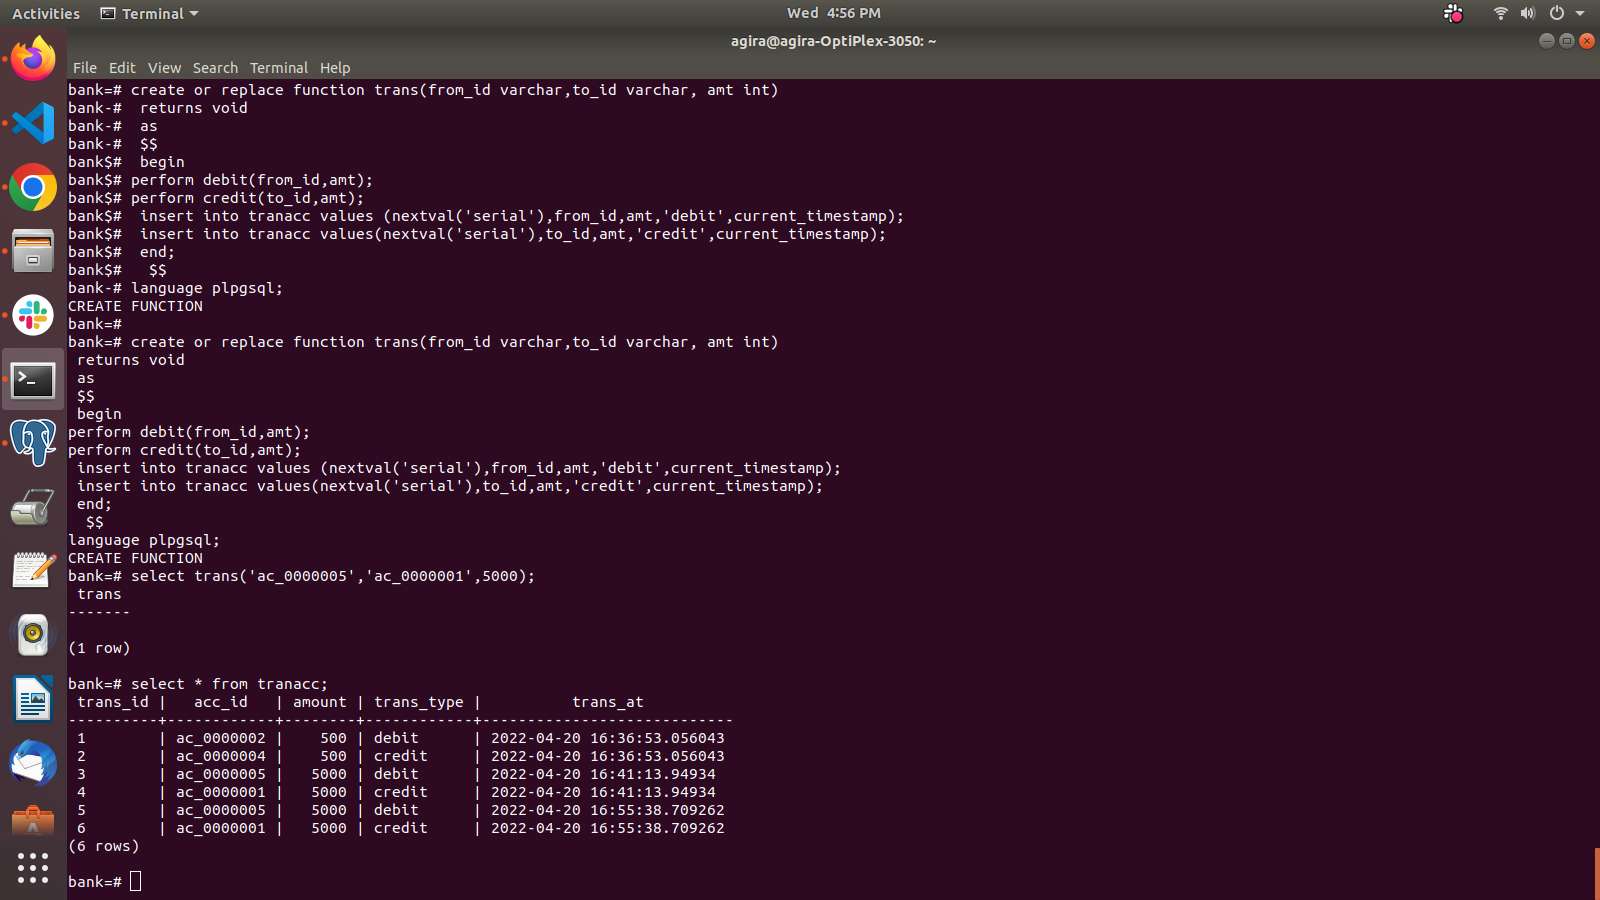 Activities Terminal Wed 4:56 PM
agira@agira-OptiPlex-3050: ~
File Edit View Search Terminal Help
bank=# create or replace function trans(from_id varchar,to_id varchar, amt int)
bank-#  returns void
bank-#  as
bank-#  $$
bank$#  begin
bank$# perform debit(from_id,amt);
bank$# perform credit(to_id,amt);
bank$#  insert into tranacc values (nextval('serial'),from_id,amt,'debit',current_timestamp);
bank$#  insert into tranacc values(nextval('serial'),to_id,amt,'credit',current_timestamp);
bank$#  end;
bank$#   $$
bank-# language plpgsql;
CREATE FUNCTION
bank=#
bank=# create or replace function trans(from_id varchar,to_id varchar, amt int)
 returns void
 as
 $$
 begin
perform debit(from_id,amt);
perform credit(to_id,amt);
 insert into tranacc values (nextval('serial'),from_id,amt,'debit',current_timestamp);
 insert into tranacc values(nextval('serial'),to_id,amt,'credit',current_timestamp);
 end;
  $$
language plpgsql;
CREATE FUNCTION
bank=# select trans('ac_0000005','ac_0000001',5000);
 trans
-------

(1 row)

bank=# select * from tranacc;
 trans_id |   acc_id   | amount | trans_type |          trans_at
----------+------------+--------+------------+----------------------------
 1        | ac_0000002 |    500 | debit      | 2022-04-20 16:36:53.056043
 2        | ac_0000004 |    500 | credit     | 2022-04-20 16:36:53.056043
 3        | ac_0000005 |   5000 | debit      | 2022-04-20 16:41:13.94934
 4        | ac_0000001 |   5000 | credit     | 2022-04-20 16:41:13.94934
 5        | ac_0000005 |   5000 | debit      | 2022-04-20 16:55:38.709262
 6        | ac_0000001 |   5000 | credit     | 2022-04-20 16:55:38.709262
(6 rows)

bank=#